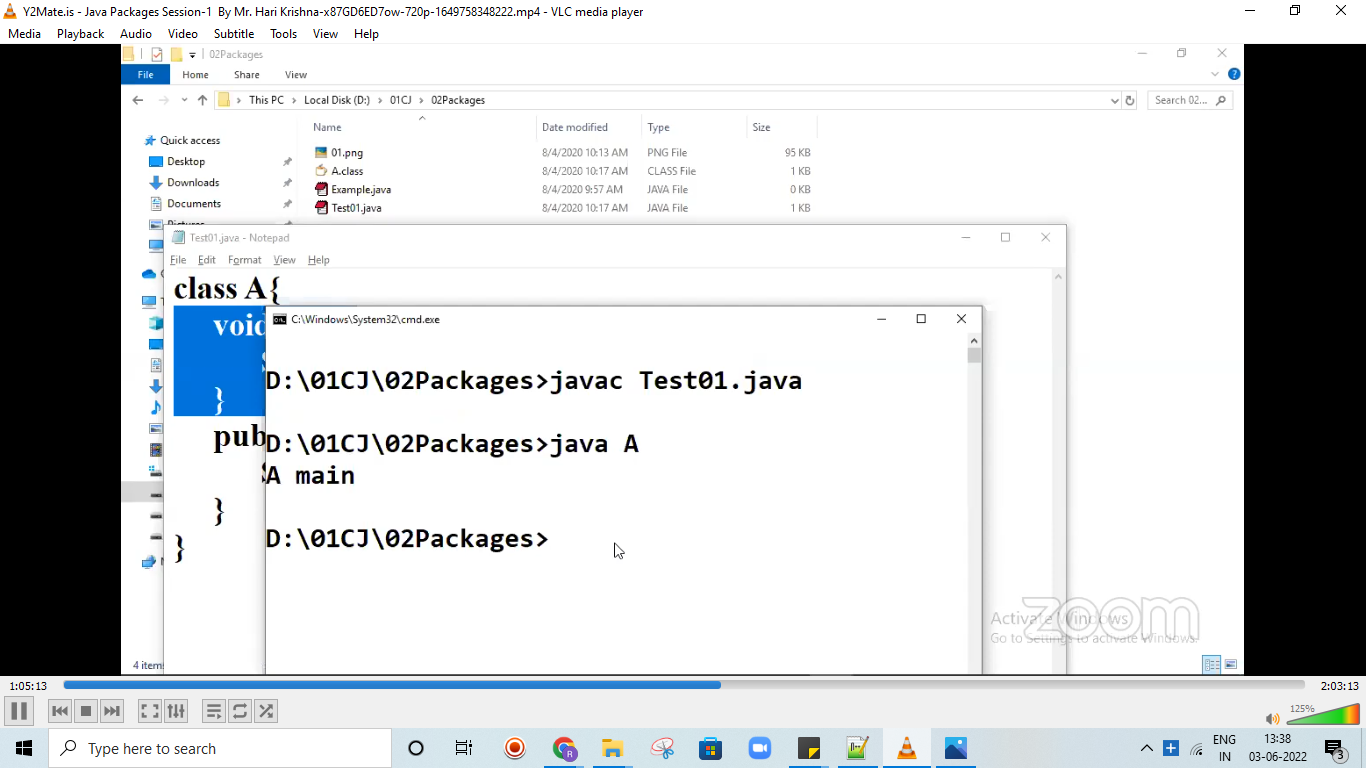 Y2Mate.is - Java Packages Session-1 By Mr. Hari Krishna-x87GD6ED7ow-720p-1649758348222.mp4 - VLC media player
Media Playback Audio Video Subtitle Tools View Help
02Packages
File Home Share View
This PC Local Disk (D:) 01CJ 02Packages
Search 02...
Name Date modified Type Size
Quick access
Desktop
Downloads
Documents
Pictures
01.png 8/4/2020 10:13 AM PNG File 95 KB
A.class 8/4/2020 10:17 AM CLASS File 1 KB
Example.java 8/4/2020 9:57 AM JAVA File 0 KB
Test01.java 8/4/2020 10:17 AM JAVA File 1 KB
Test01.java - Notepad
File Edit Format View Help
class A{
void
}
pub
}
}
C:\Windows\System32\cmd.exe
D:\01CJ\02Packages>javac Test01.java
D:\01CJ\02Packages>java A
A main
D:\01CJ\02Packages>
zoom
Activate Windows
Go to Settings to activate Windows.
4 items
1:05:13
2:03:13
125%
Type here to search
ENG
IN
13:38
03-06-2022
3